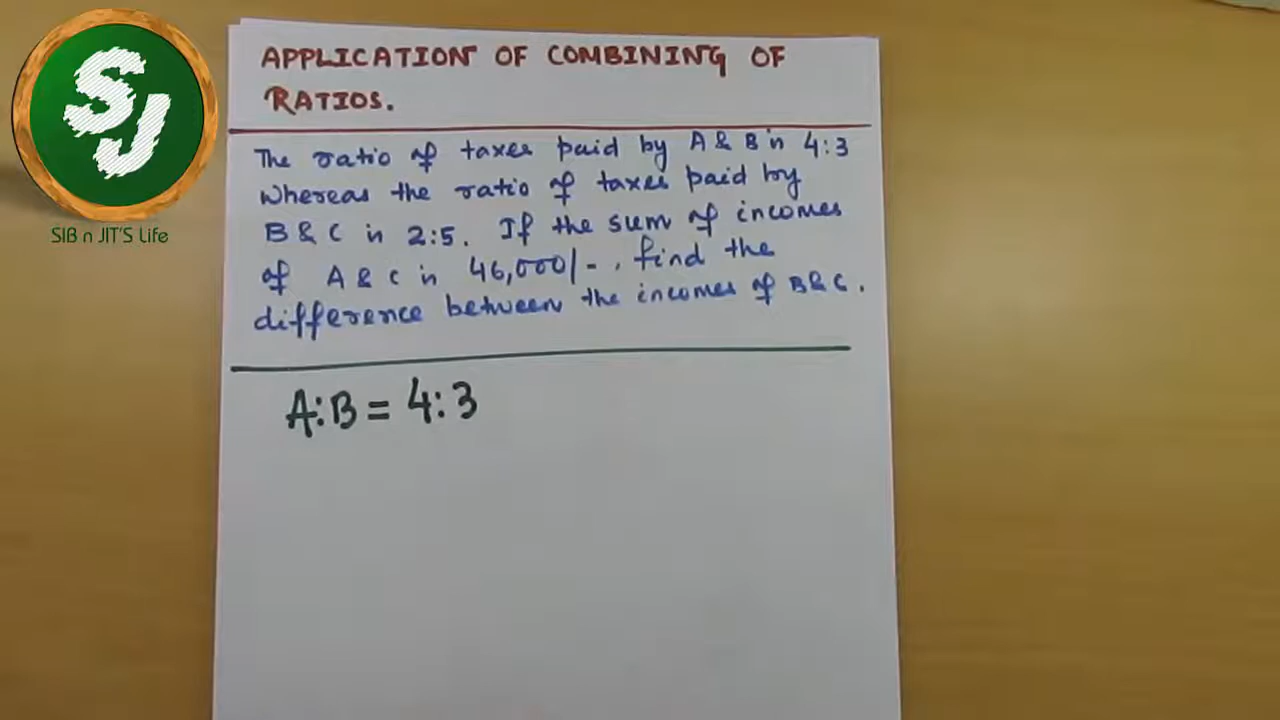 SJ
SIB n JIT'S Life
APPLICATION OF COMBINING OF
RATIOS.
The ratio of taxes paid by A & B is 4:3
Whereas the ratio of taxes paid by
B & C is 2:5. If the sum of incomes
of A & C is 46,000/-, find the
difference between the incomes of B & C.
A:B = 4:3